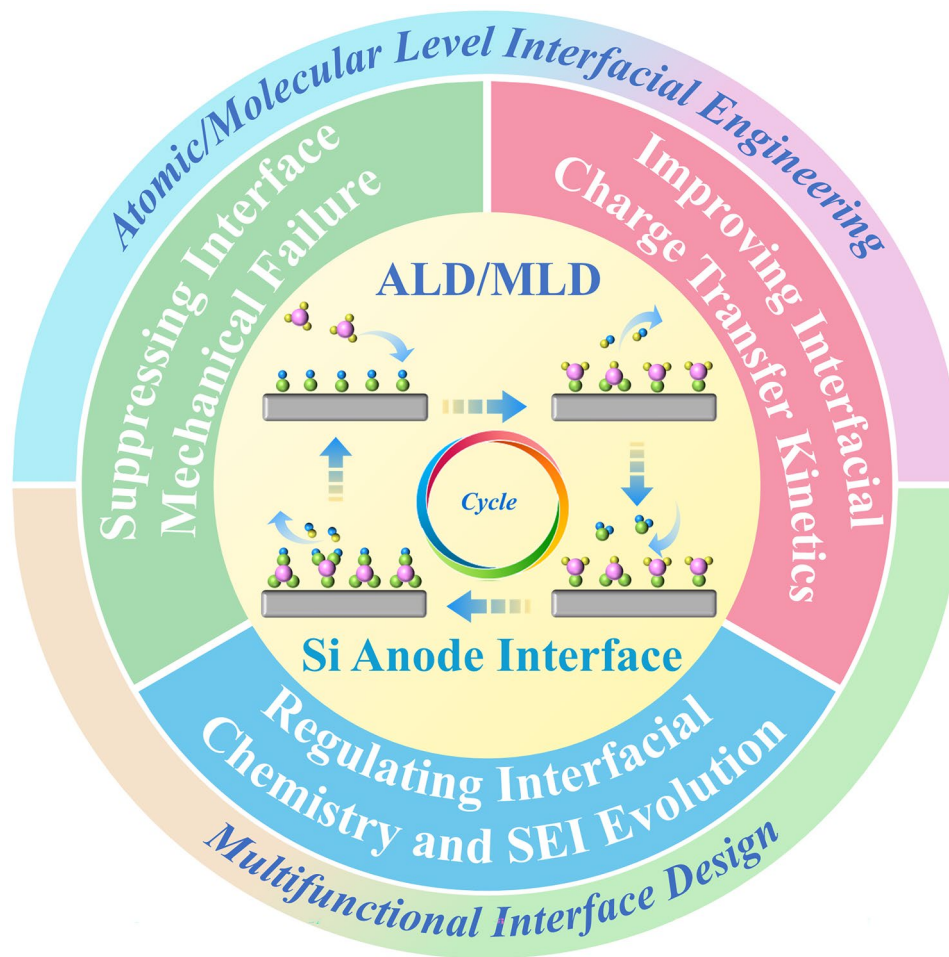 Atomic/Molecular Level Interfacial Engineering
Suppressing Interface
Mechanical Failure
Improving Interfacial
Charge Transfer Kinetics
ALD/MLD
Cycle
Si Anode Interface
Regulating Interfacial
Chemistry and SEI Evolution
Multifunctional Interface Design